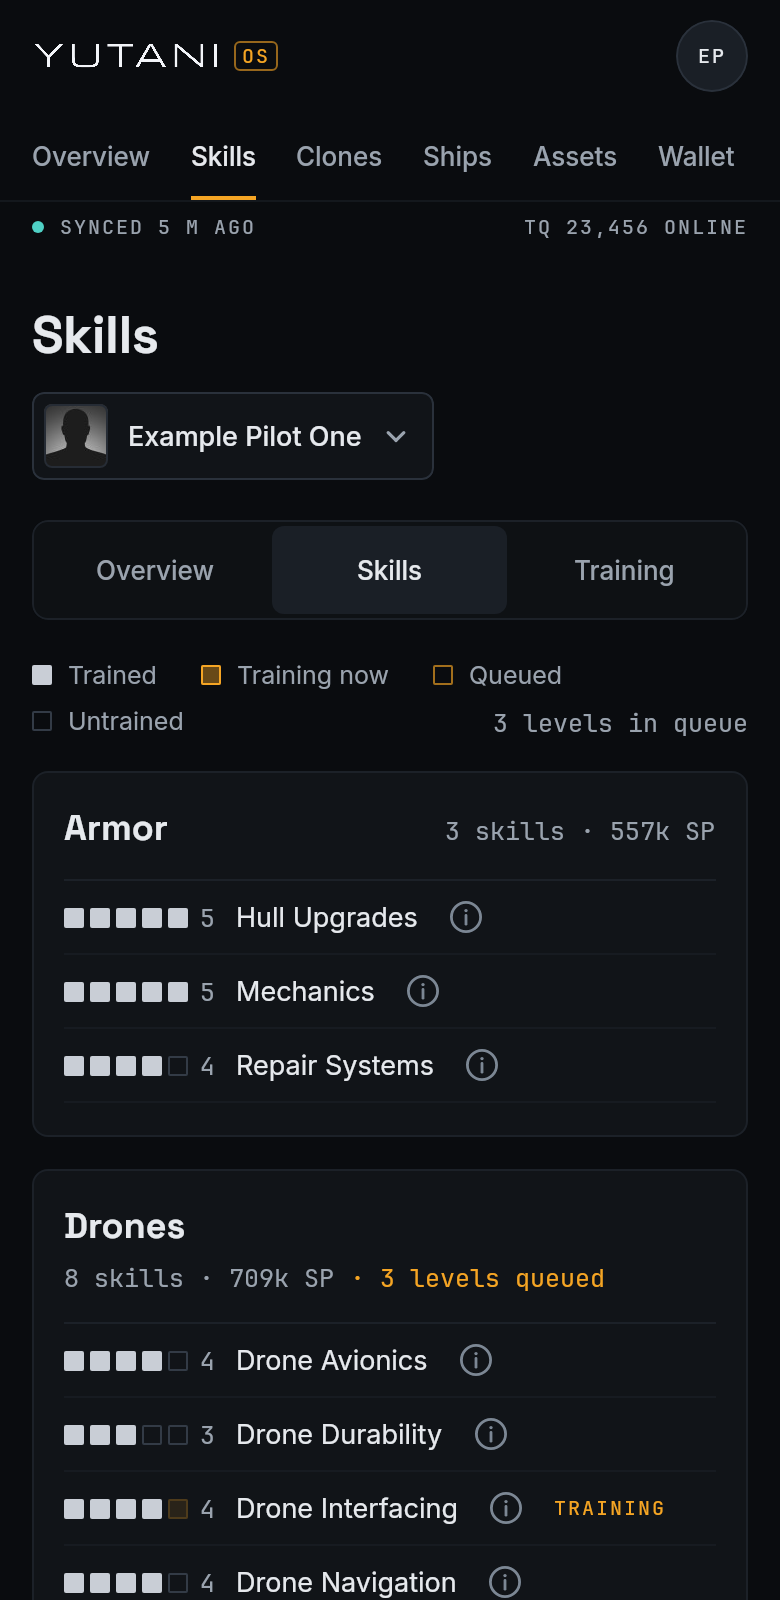 YUTANI OS
EP
Overview Skills Clones Ships Assets Wallet
SYNCED 5 M AGO TQ 23,456 ONLINE
Skills
Example Pilot One
Overview Skills Training
Trained Training now Queued
Untrained 3 levels in queue
Armor 3 skills · 557k SP
5 Hull Upgrades
5 Mechanics
4 Repair Systems
Drones
8 skills · 709k SP · 3 levels queued
4 Drone Avionics
3 Drone Durability
4 Drone Interfacing TRAINING
4 Drone Navigation